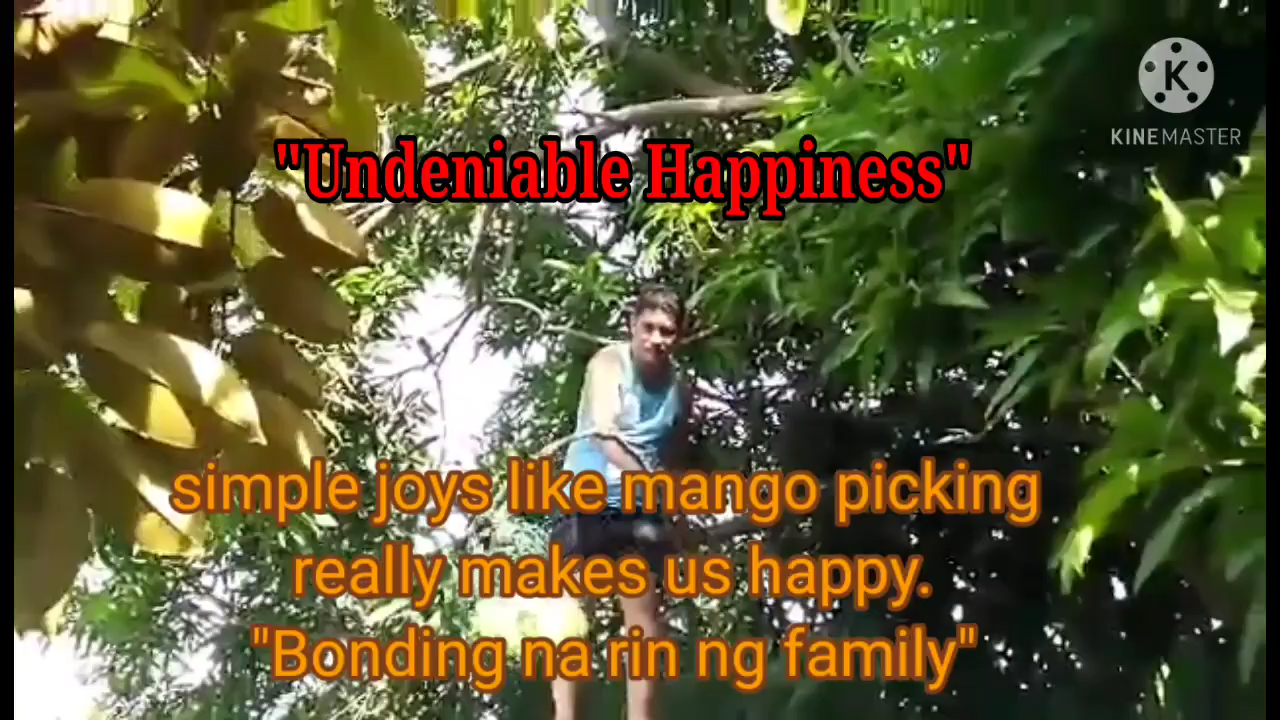 K
KINEMASTER
"Undeniable Happiness"
simple joys like mango picking
really makes us happy.
"Bonding na rin ng family"